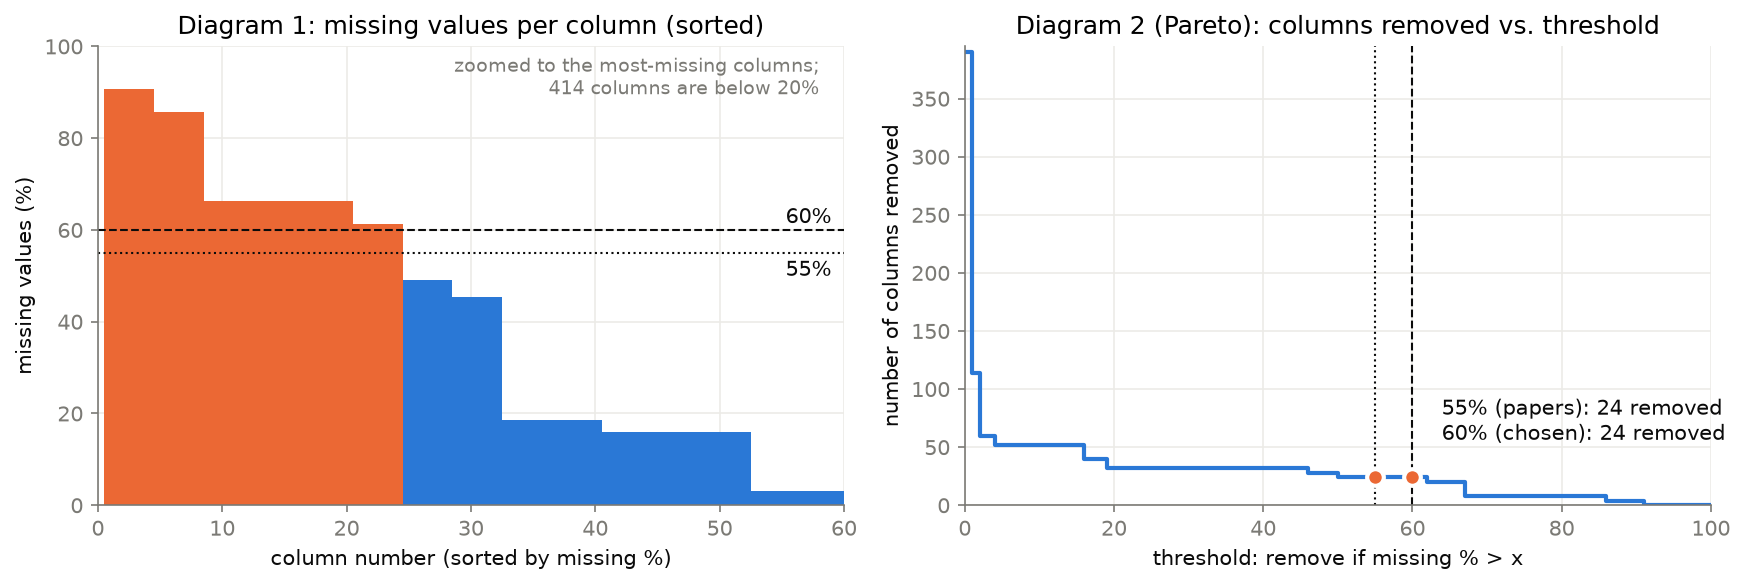 Diagram 1: missing values per column (sorted)
zoomed to the most-missing columns;
414 columns are below 20%
missing values (%)
100
80
60
40
20
0
60%
55%
0 10 20 30 40 50 60
column number (sorted by missing %)
Diagram 2 (Pareto): columns removed vs. threshold
number of columns removed
350
300
250
200
150
100
50
0
55% (papers): 24 removed
60% (chosen): 24 removed
0 20 40 60 80 100
threshold: remove if missing % > x